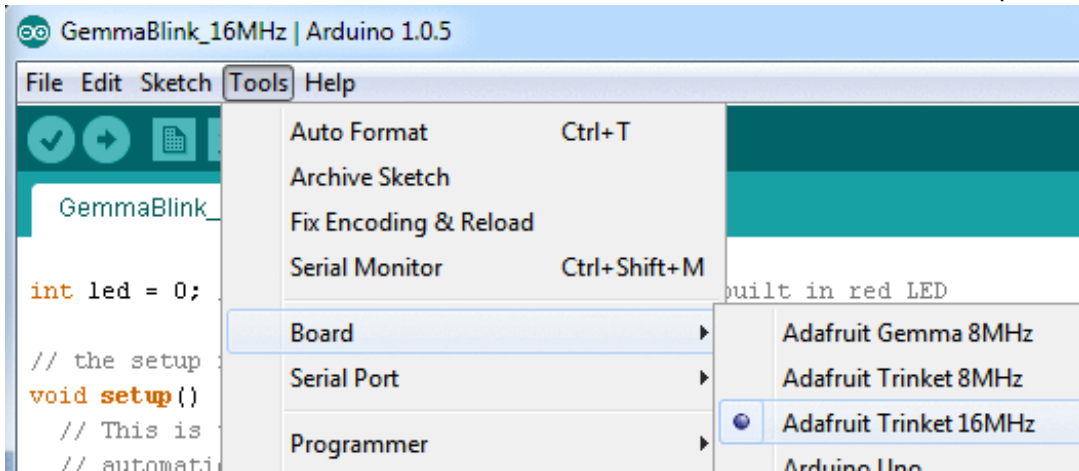 GemmaBlink_16MHz | Arduino 1.0.5
File Edit Sketch Tools Help
Auto Format Ctrl+T
Archive Sketch
GemmaBlink_
Fix Encoding & Reload
Serial Monitor Ctrl+Shift+M
int led = 0; built in red LED
Board Adafruit Gemma 8MHz
// the setup
Serial Port Adafruit Trinket 8MHz
void setup()
Adafruit Trinket 16MHz
// This is
Programmer
// automati
Arduino Uno